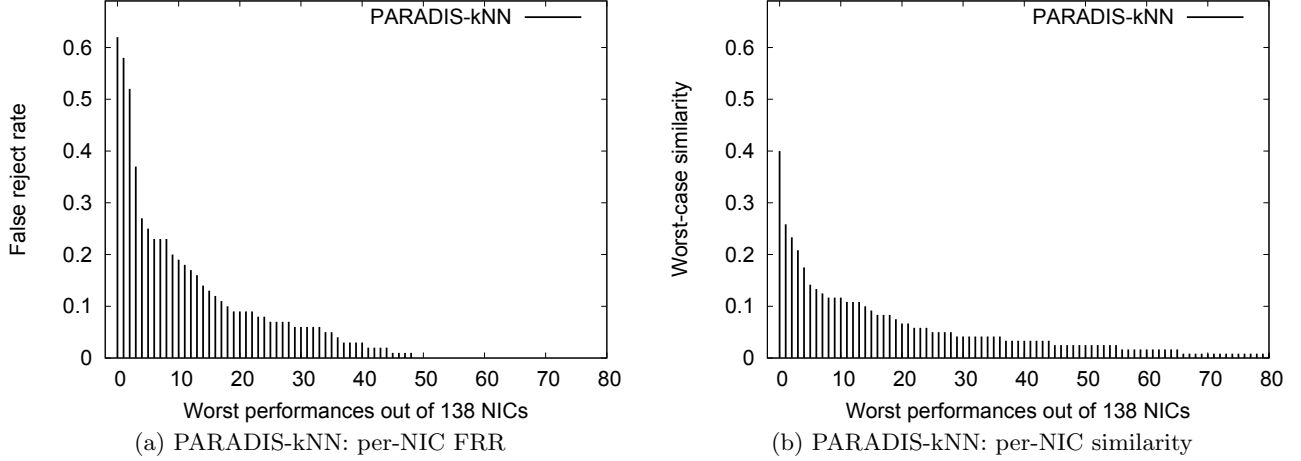 PARADIS-kNN
0.6
0.5
0.4
0.3
0.2
0.1
0
False reject rate
0 10 20 30 40 50 60 70 80
Worst performances out of 138 NICs
(a) PARADIS-kNN: per-NIC FRR
PARADIS-kNN
0.6
0.5
0.4
0.3
0.2
0.1
0
Worst-case similarity
0 10 20 30 40 50 60 70 80
Worst performances out of 138 NICs
(b) PARADIS-kNN: per-NIC similarity